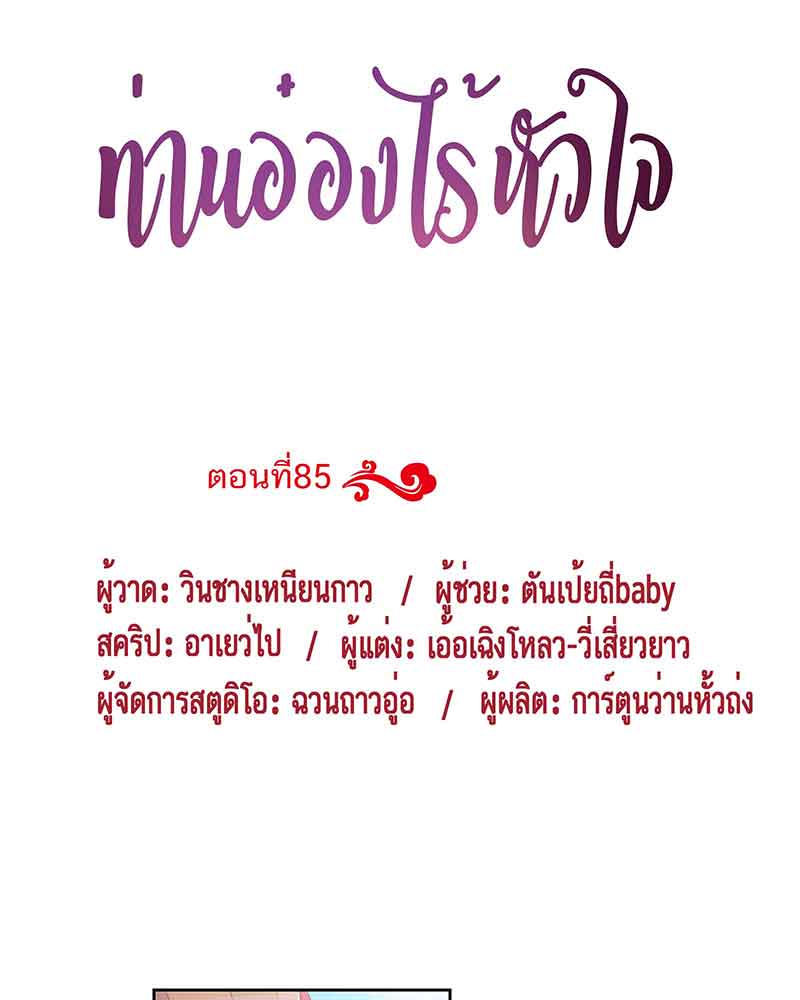 ท่านอ๋องไร้หัวใจ
ตอนที่85
ผู้วาด: วินชางเหนียนกาว / ผู้ช่วย: ตันเป้ยถี่baby
สคริป: อาเยว่ไป / ผู้แต่ง: เอ้อเฉิงโหลว-วี่เสี่ยวยาว
ผู้จัดการสตูดิโอ: ฉวนถาวอู่อ / ผู้ผลิต: การ์ตูนว่านหั้วถ่ง